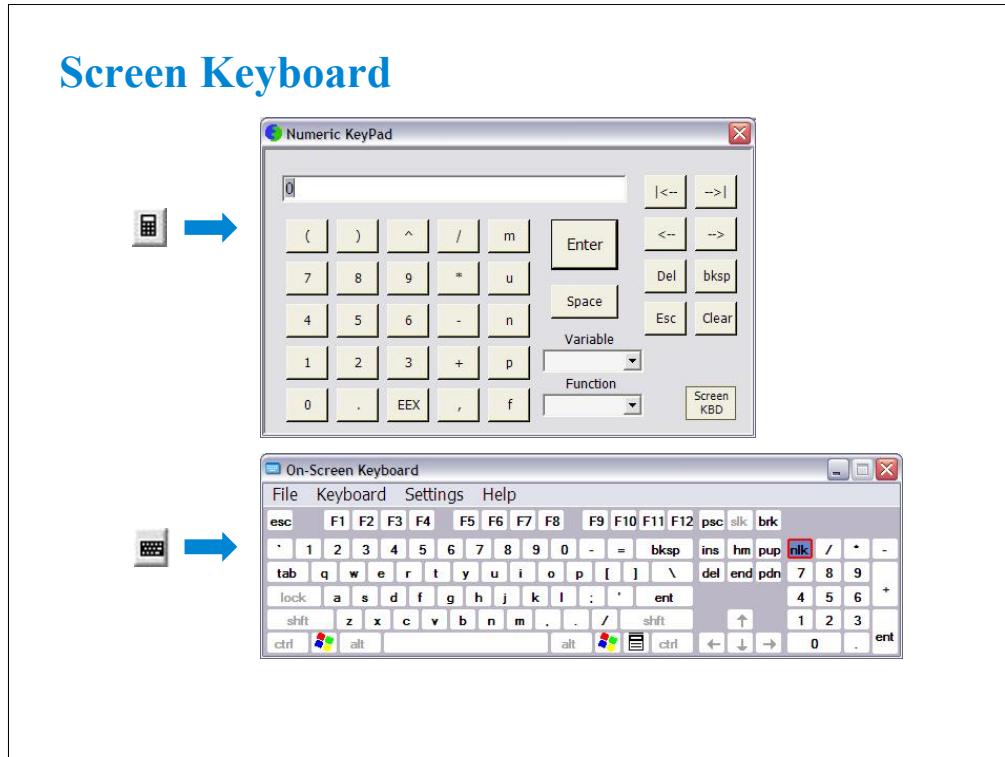 Screen Keyboard
Numeric KeyPad
0
|<-- -->|
( ) ^ / m Enter <-- -->
7 8 9 * u Del bksp
Space
4 5 6 - n Esc Clear
Variable
1 2 3 + p
Function
0 . EEX , f Screen
KBD
On-Screen Keyboard
File Keyboard Settings Help
esc F1 F2 F3 F4 F5 F6 F7 F8 F9 F10 F11 F12 psc slk brk
` 1 2 3 4 5 6 7 8 9 0 - = bksp ins hm pup nlk / * -
tab q w e r t y u i o p [ ] \ del end pdn 7 8 9
lock a s d f g h j k l ; ' ent 4 5 6 +
shft z x c v b n m , . / shft ↑ 1 2 3
ctrl alt alt ctrl ← ↓ → 0 . ent